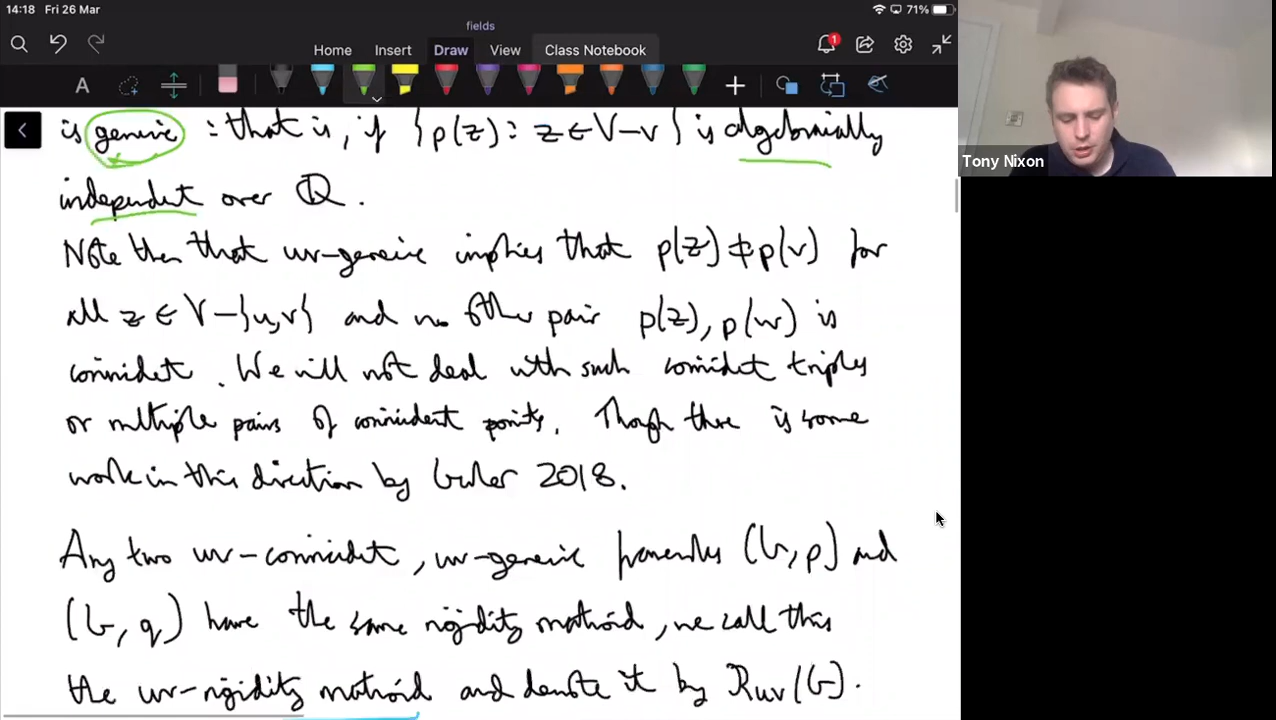 14:18 Fri 26 Mar
71%
fields
Home Insert Draw View Class Notebook
1
A
Tony Nixon
is generic : that is, if {p(z) : z ∈ V-v} is algebraically
independent over ℚ.
Note then that uv-generic implies that p(z) ≠ p(v) for
all z ∈ V-{u,v} and no other pair p(z), p(w) is
coincident. We will not deal with such coincident triples
or multiple pairs of coincident points. Though there is some
work in this direction by Guler 2018.
Any two uv-coincident, uv-generic frameworks (G, p) and
(G, q) have the same rigidity matroid, we call this
the uv-rigidity matroid and denote it by Ruv(G).